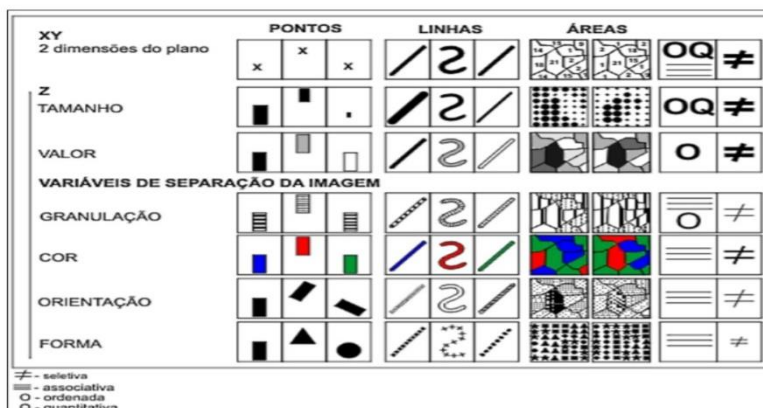 PONTOS LINHAS ÁREAS
XY
2 dimensões do plano
x x x
OQ ≠
Z
TAMANHO
OQ ≠
VALOR
O ≠
VARIÁVEIS DE SEPARAÇÃO DA IMAGEM
GRANULAÇÃO
O ≠
COR
≠
ORIENTAÇÃO
≠
FORMA
≠
≠ - seletiva
≡ - associativa
O - ordenada